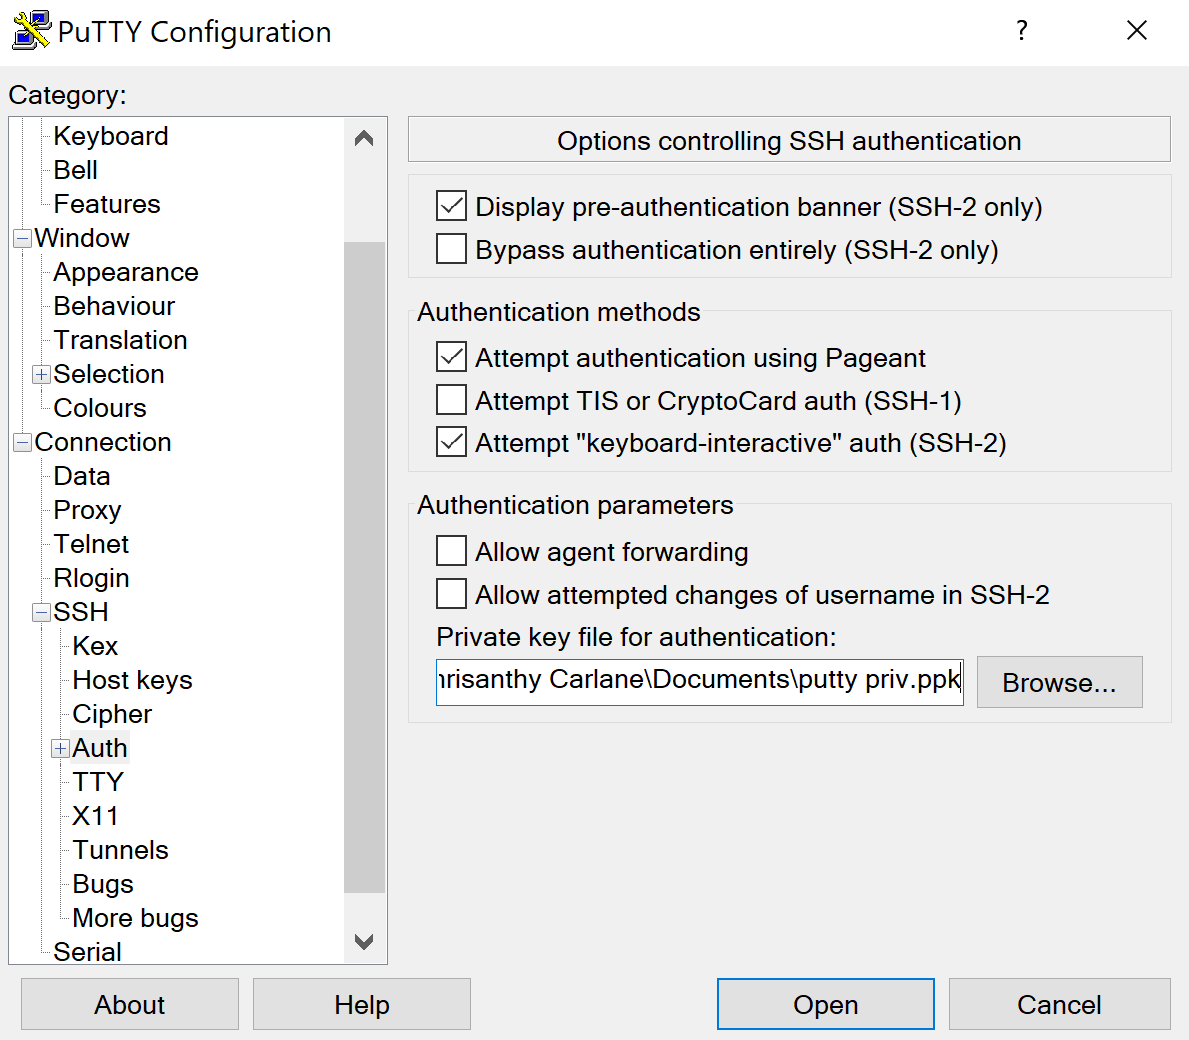 PuTTY Configuration
?
Category:
Keyboard
Bell
Features
Window
Appearance
Behaviour
Translation
Selection
Colours
Connection
Data
Proxy
Telnet
Rlogin
SSH
Kex
Host keys
Cipher
Auth
TTY
X11
Tunnels
Bugs
More bugs
Serial
Options controlling SSH authentication
Display pre-authentication banner (SSH-2 only)
Bypass authentication entirely (SSH-2 only)
Authentication methods
Attempt authentication using Pageant
Attempt TIS or CryptoCard auth (SSH-1)
Attempt "keyboard-interactive" auth (SSH-2)
Authentication parameters
Allow agent forwarding
Allow attempted changes of username in SSH-2
Private key file for authentication:
hrisanthy Carlane\Documents\putty priv.ppk
Browse...
About
Help
Open
Cancel